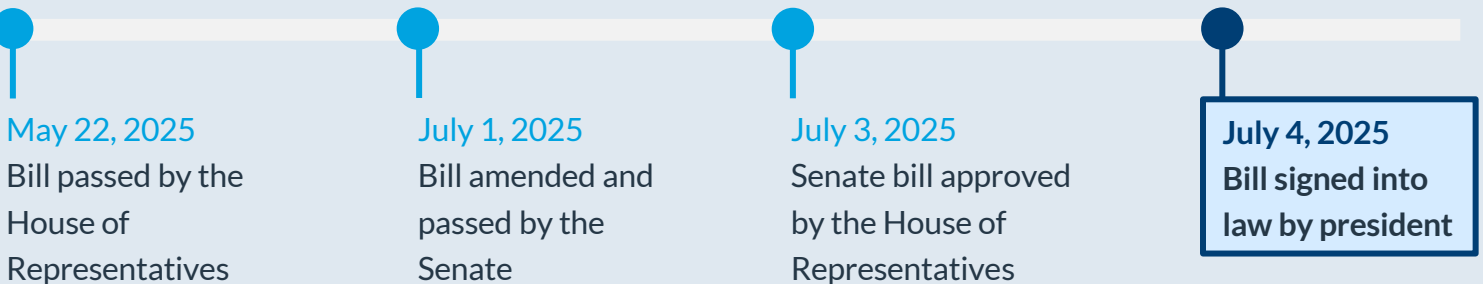 May 22, 2025
Bill passed by the
House of
Representatives
July 1, 2025
Bill amended and
passed by the
Senate
July 3, 2025
Senate bill approved
by the House of
Representatives
July 4, 2025
Bill signed into
law by president